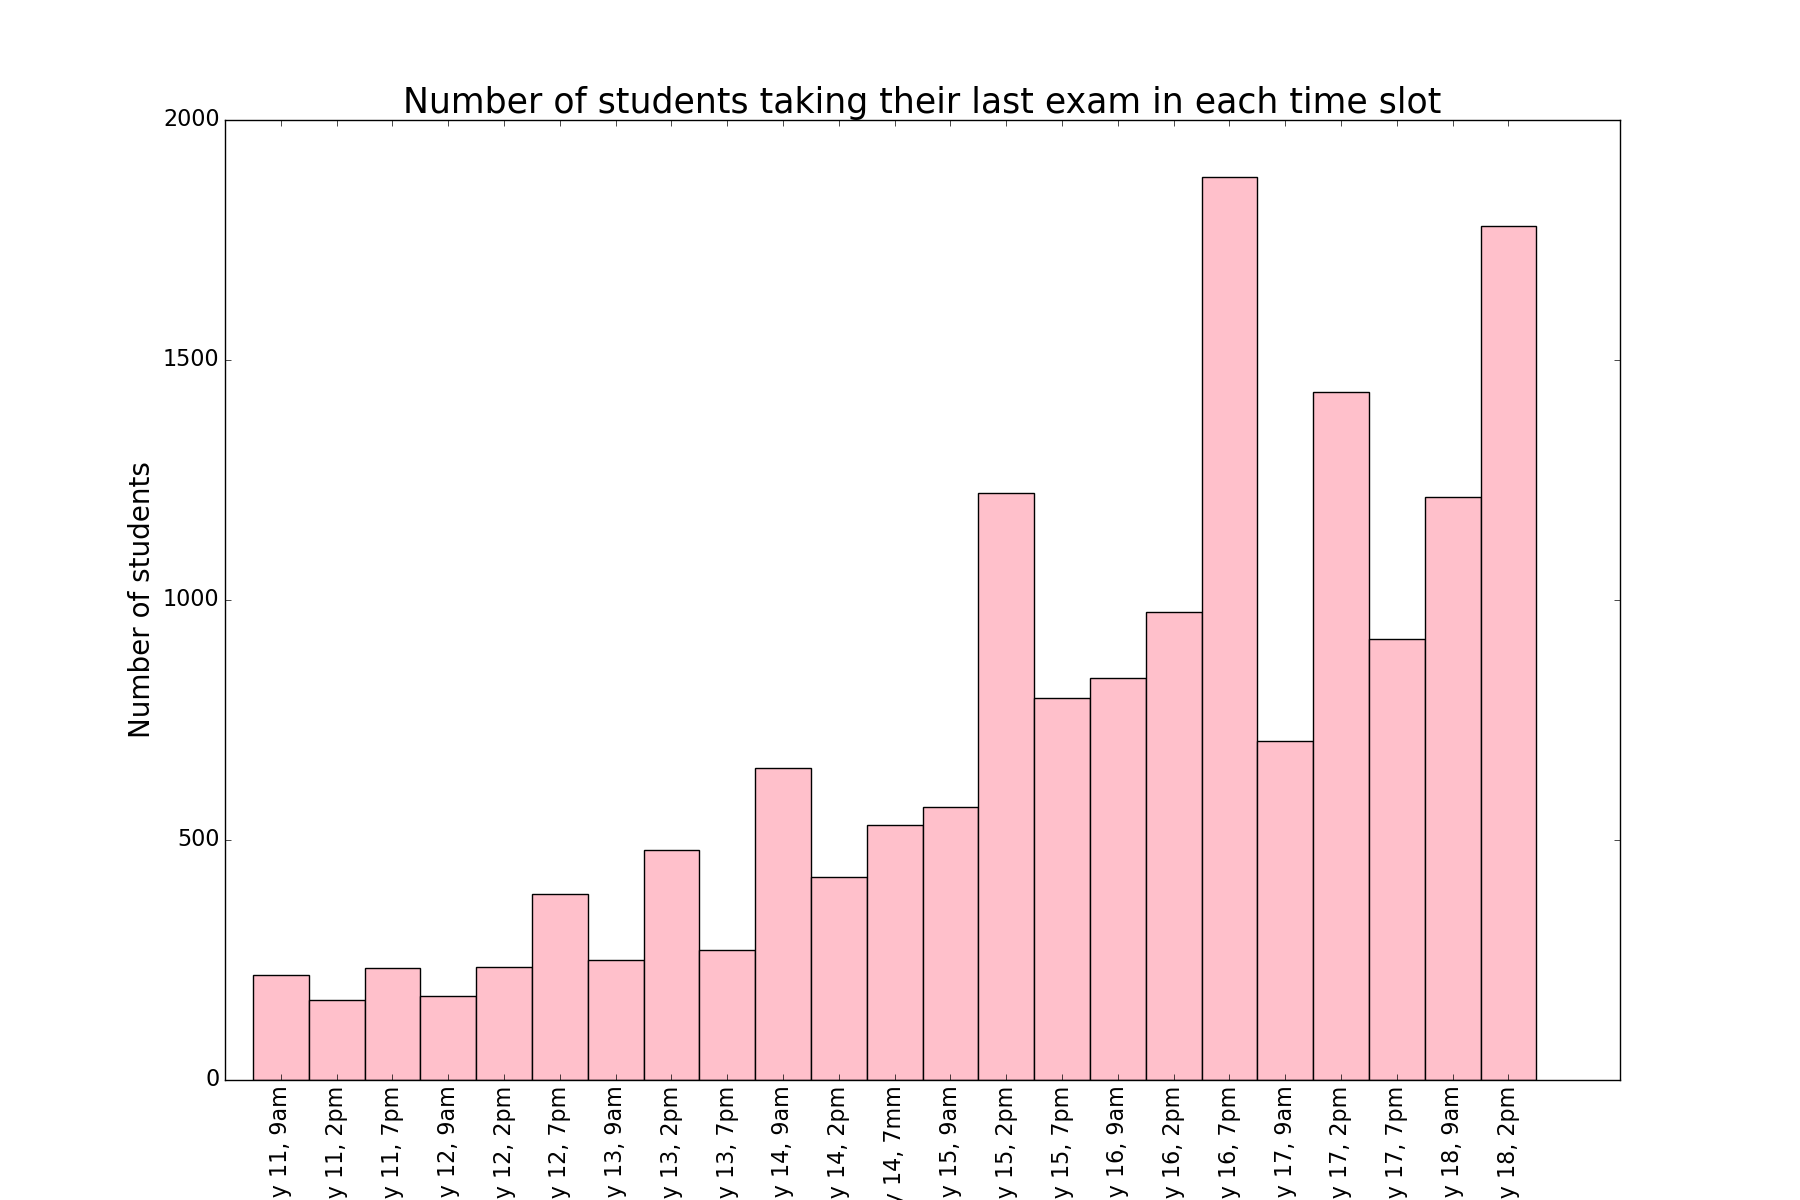 Number of students taking their last exam in each time slot
2000
1500
1000
500
0
Number of students
y 11, 9am
y 11, 2pm
y 11, 7pm
y 12, 9am
y 12, 2pm
y 12, 7pm
y 13, 9am
y 13, 2pm
y 13, 7pm
y 14, 9am
y 14, 2pm
y 14, 7mm
y 15, 9am
y 15, 2pm
y 15, 7pm
y 16, 9am
y 16, 2pm
y 16, 7pm
y 17, 9am
y 17, 2pm
y 17, 7pm
y 18, 9am
y 18, 2pm